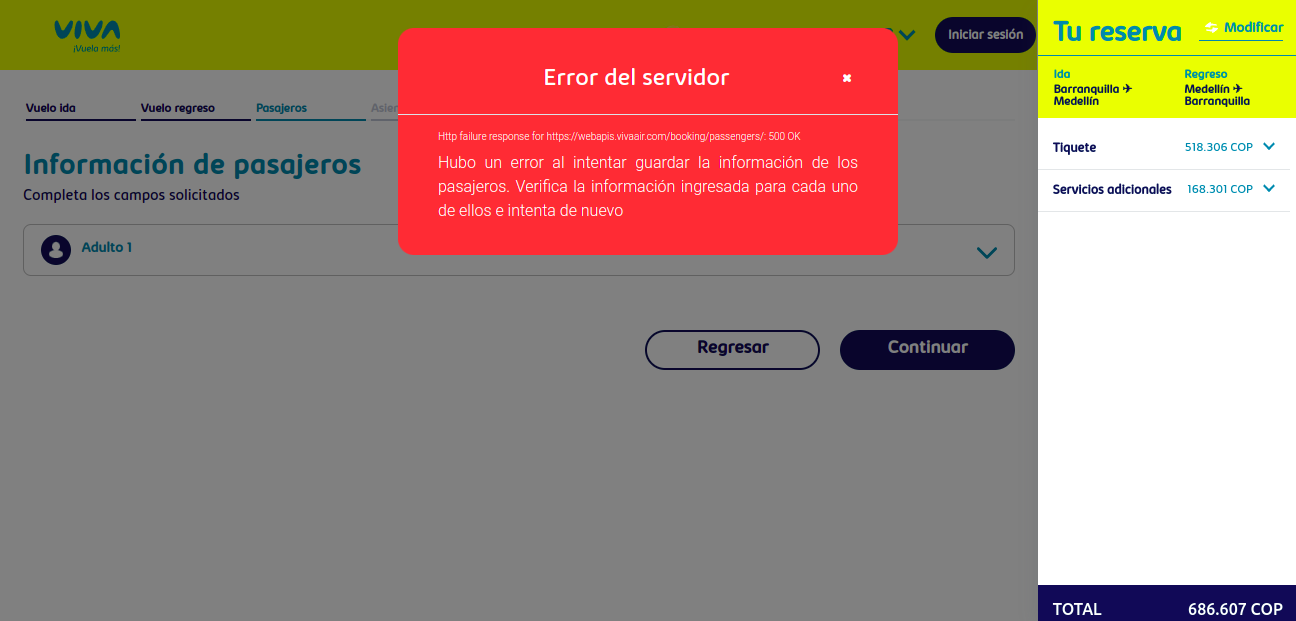 VIVA
¡Vuela más!
Iniciar sesión
Vuelo ida
Vuelo regreso
Pasajeros
Información de pasajeros
Completa los campos solicitados
Adulto 1
Regresar
Continuar
Error del servidor
Http failure response for https://webapis.vivaair.com/booking/passengers/: 500 OK
Hubo un error al intentar guardar la información de los
pasajeros. Verifica la información ingresada para cada uno
de ellos e intenta de nuevo
Tu reserva
Modificar
Ida
Barranquilla ✈
Medellín
Regreso
Medellín ✈
Barranquilla
Tiquete 518.306 COP
Servicios adicionales 168.301 COP
TOTAL 686.607 COP